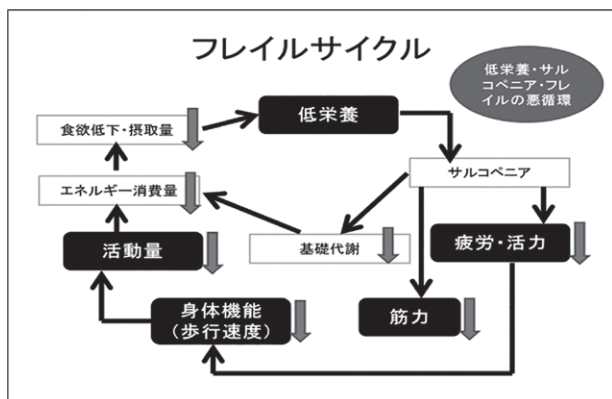 フレイルサイクル
低栄養・サル
コペニア・フレ
イルの悪循環
低栄養
食欲低下・摂取量
サルコペニア
エネルギー消費量
活動量
基礎代謝
疲労・活力
身体機能
(歩行速度)
筋力